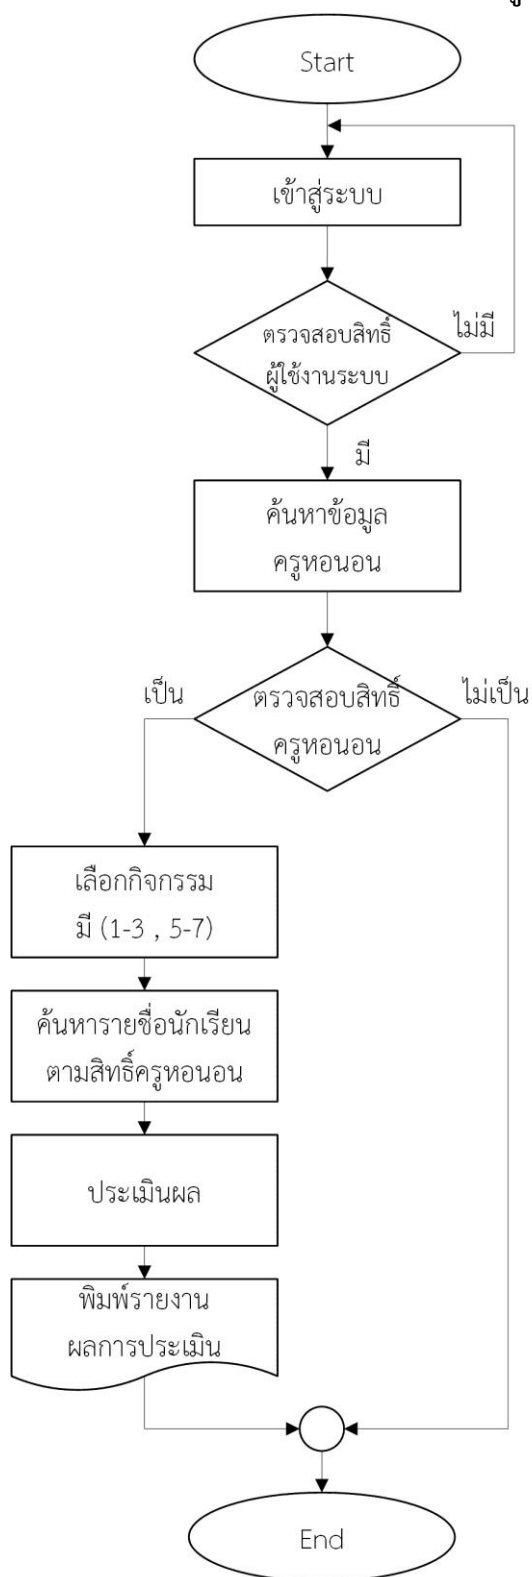 Start
เข้าสู่ระบบ
ตรวจสอบสิทธิ์
ผู้ใช้งานระบบ
ไม่มี
มี
ค้นหาข้อมูล
ครูหอนอน
เป็น
ตรวจสอบสิทธิ์
ครูหอนอน
ไม่เป็น
เลือกกิจกรรม
มี (1-3 , 5-7)
ค้นหารายชื่อนักเรียน
ตามสิทธิ์ครูหอนอน
ประเมินผล
พิมพ์รายงาน
ผลการประเมิน
End